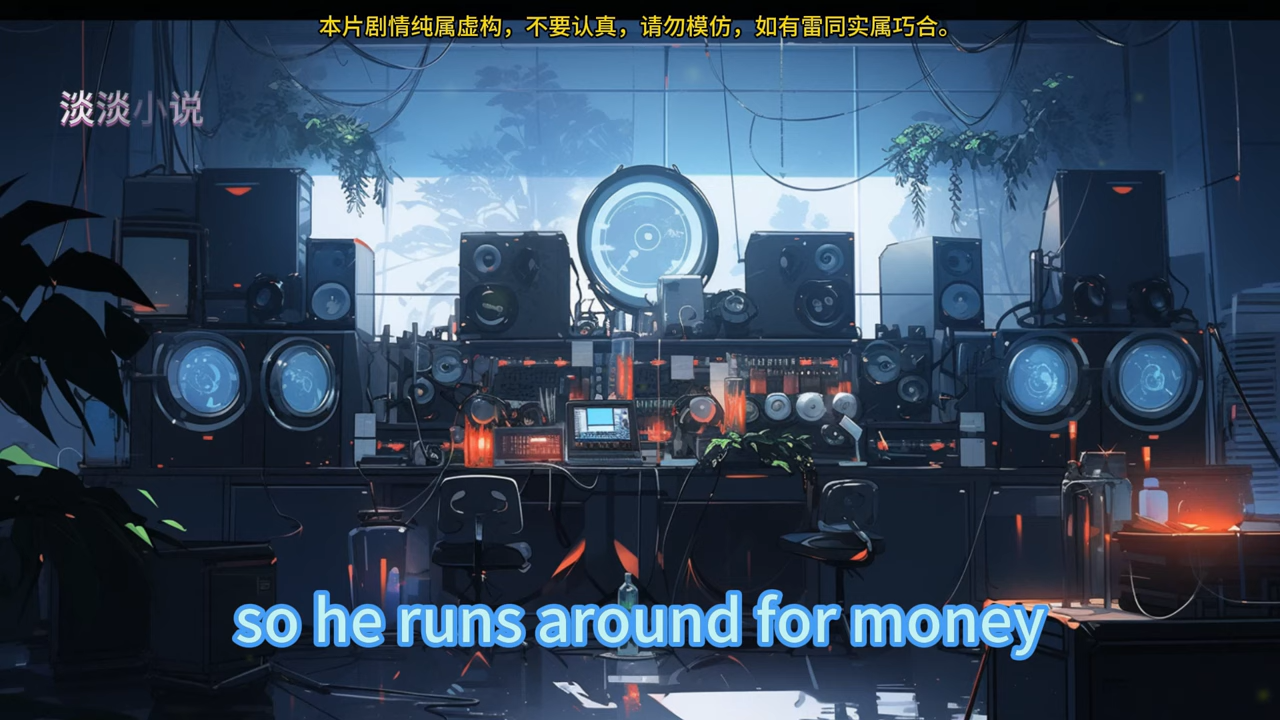 本片剧情纯属虚构，不要认真，请勿模仿，如有雷同实属巧合。
淡淡小说
so he runs around for money